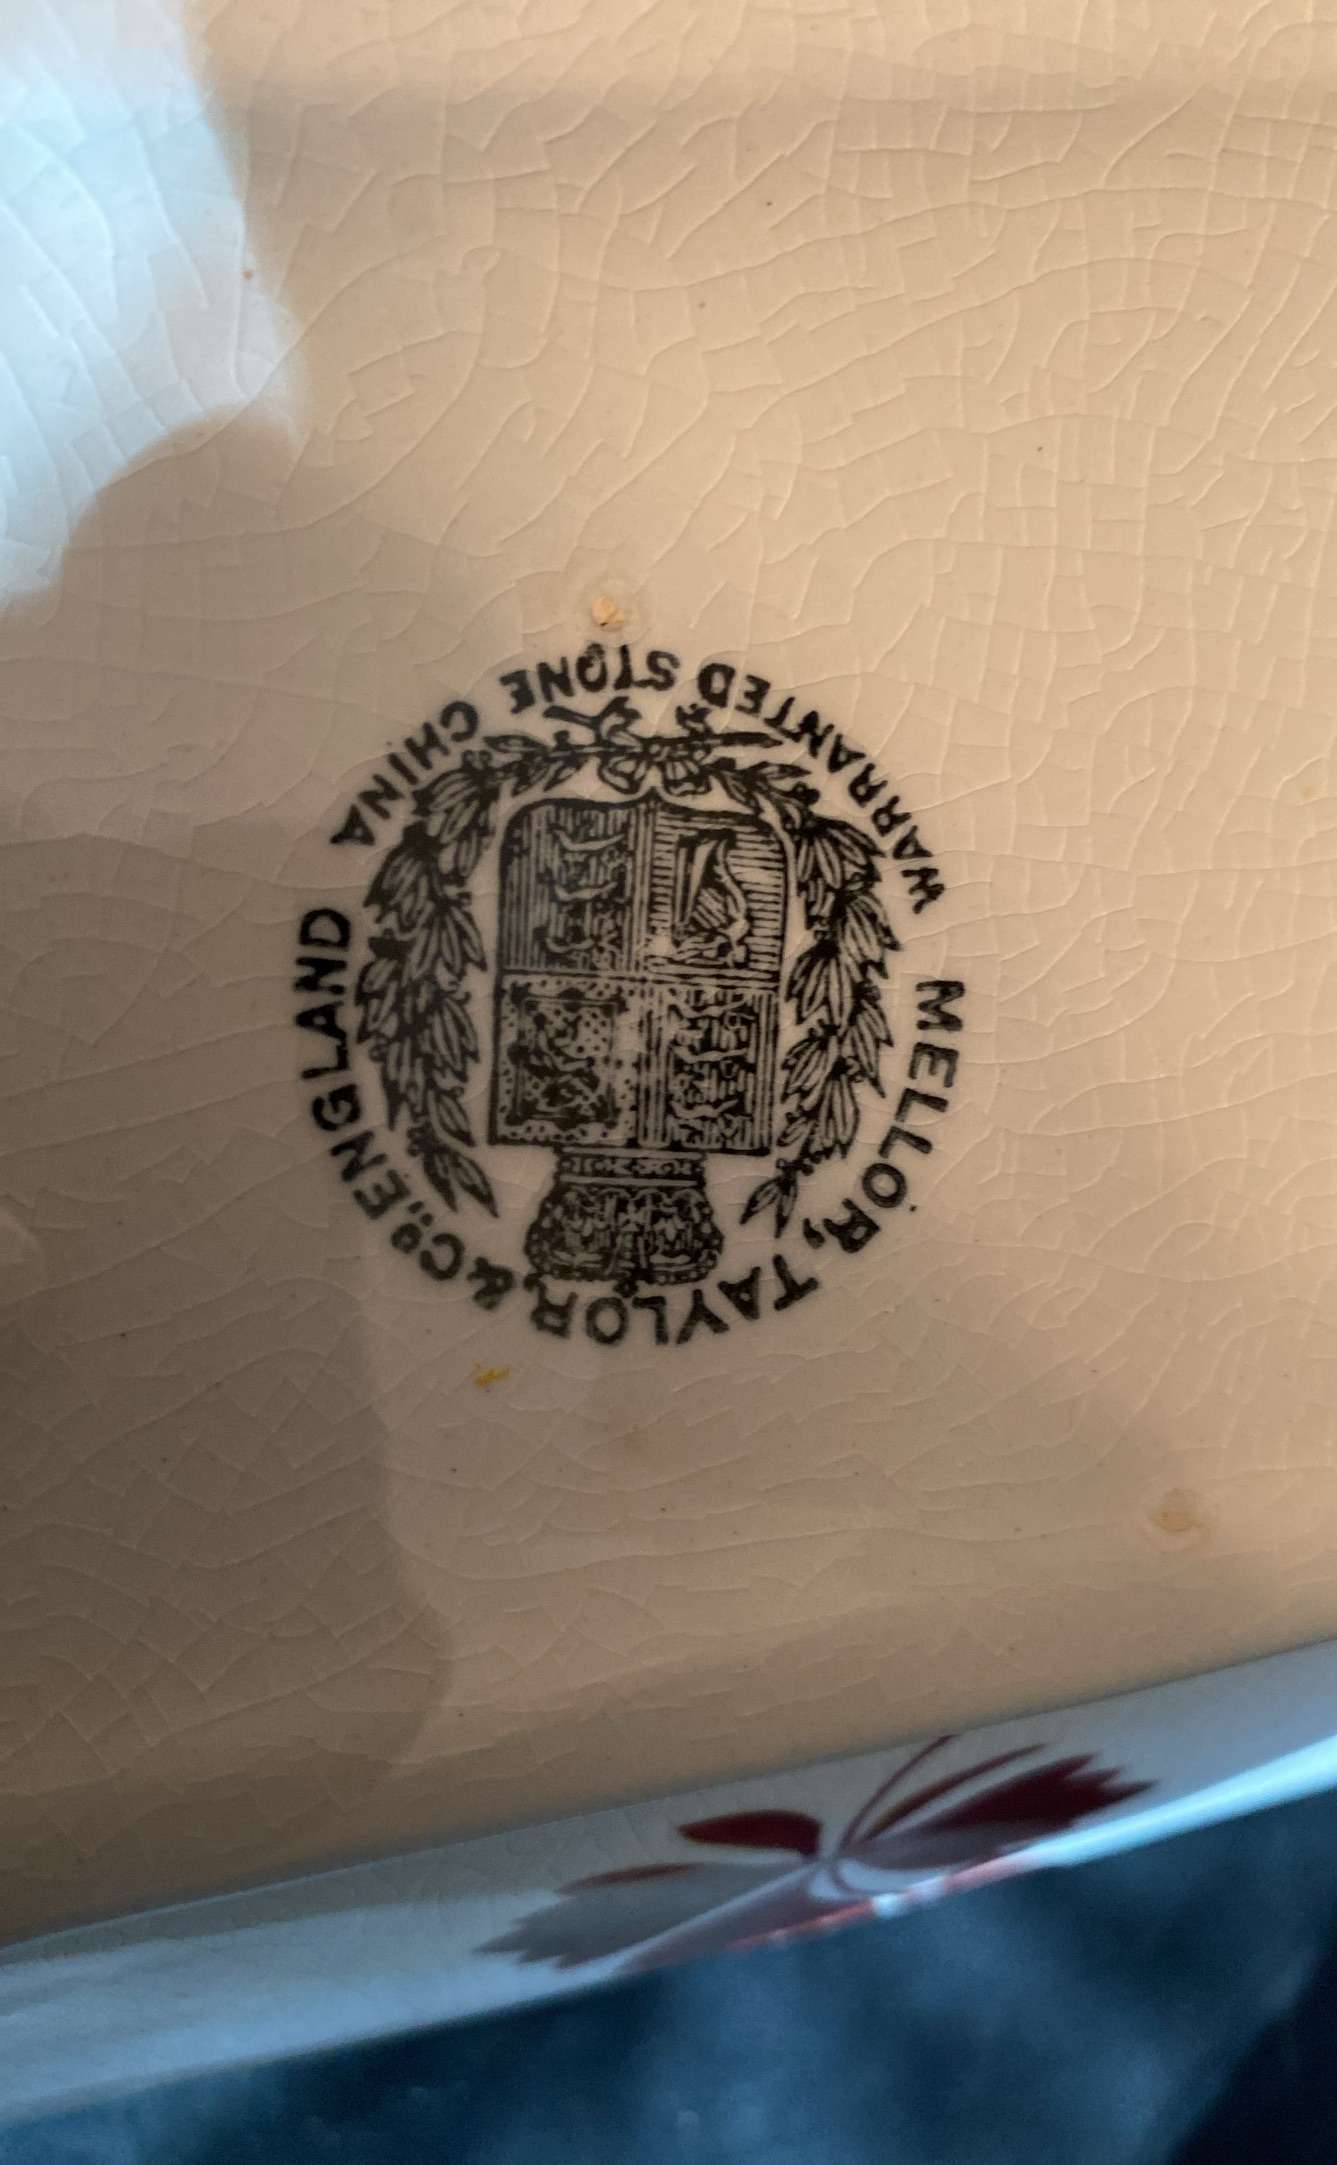 MELLOR, TAYLOR, & Cº., ENGLAND
WARRANTED STONE CHINA